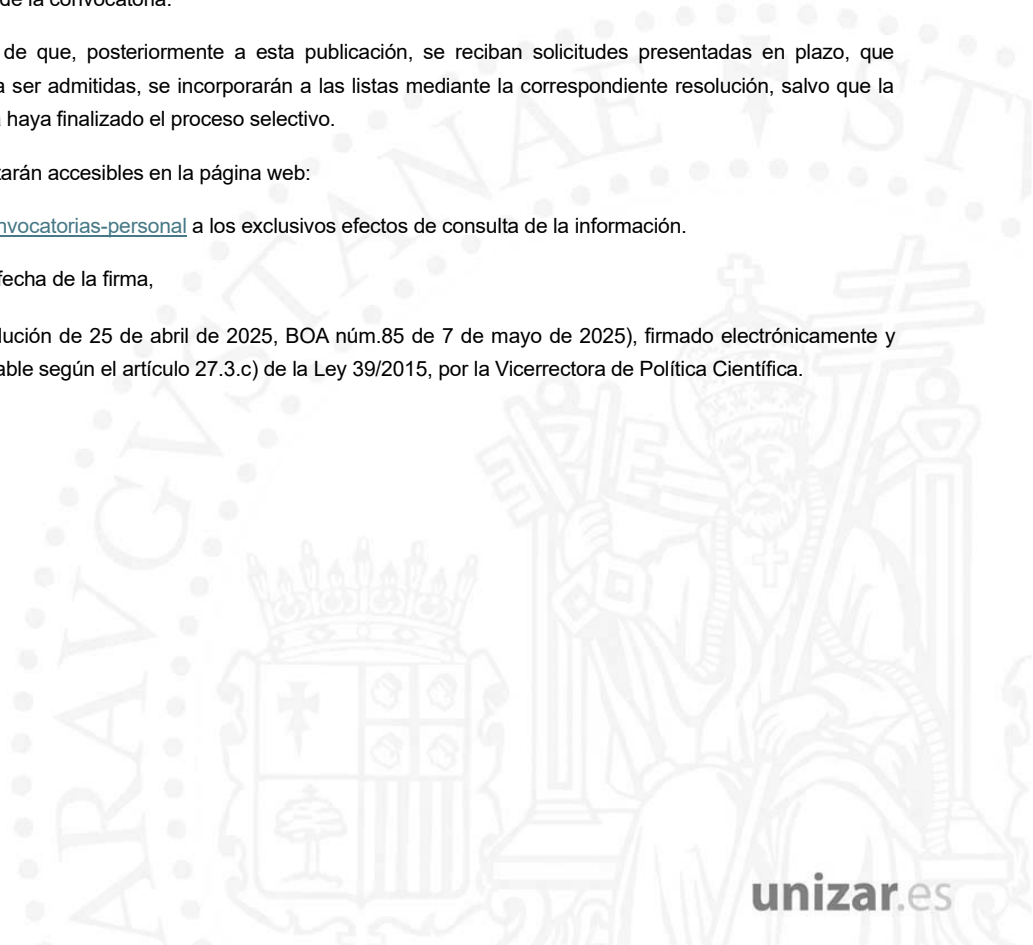 de la convocatoria.
de que, posteriormente a esta publicación, se reciban solicitudes presentadas en plazo, que
a ser admitidas, se incorporarán a las listas mediante la correspondiente resolución, salvo que la
haya finalizado el proceso selectivo.
tarán accesibles en la página web:
nvocatorias-personal a los exclusivos efectos de consulta de la información.
fecha de la firma,
lución de 25 de abril de 2025, BOA núm.85 de 7 de mayo de 2025), firmado electrónicamente y
able según el artículo 27.3.c) de la Ley 39/2015, por la Vicerrectora de Política Científica.
ARAVGVSTANAE ST
unizar.es